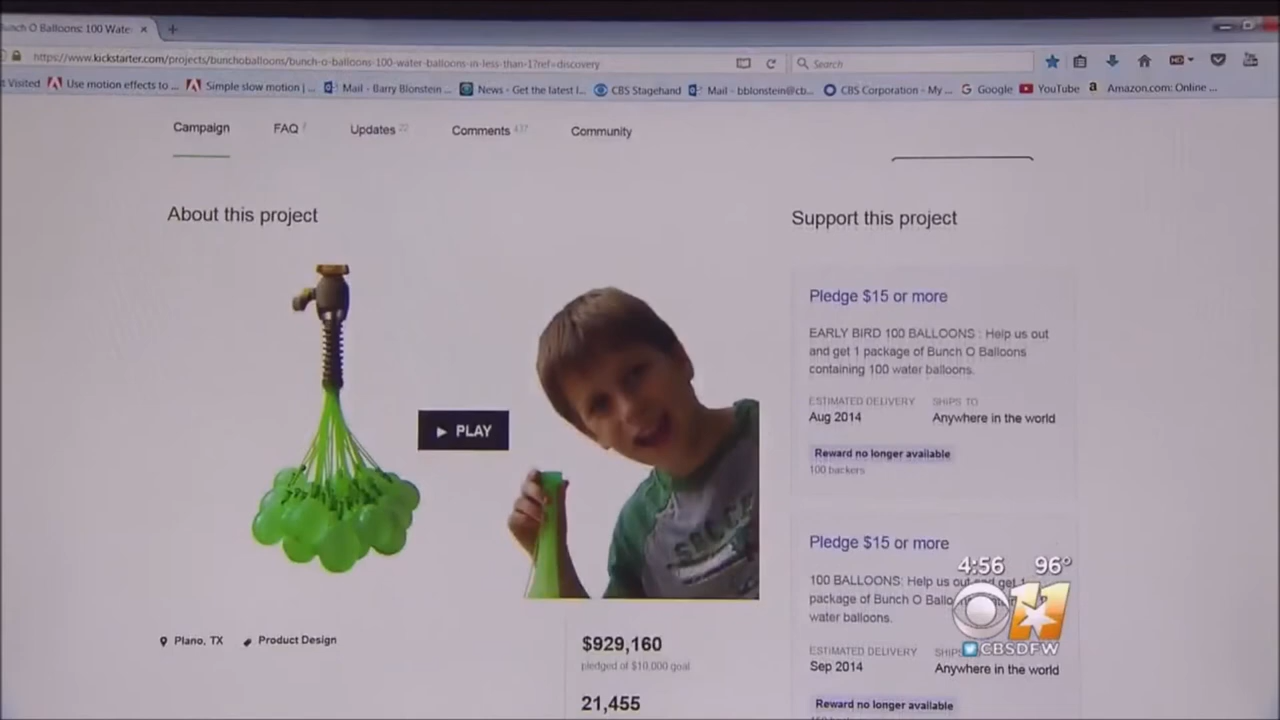 Bunch O Balloons: 100 Wate
https://www.kickstarter.com/projects/bunchoballoons/bunch-o-balloons-100-water-balloons-in-less-than-1?ref=discovery
Search
t Visited
Use motion effects to ...
Simple slow motion | ...
Mail - Barry Blonstein ...
News - Get the latest l...
CBS Stagehand
Mail - bblonstein@cb...
CBS Corporation - My ...
Google
YouTube
Amazon.com: Online ...
Campaign
FAQ
Updates
Comments 437
Community
About this project
Support this project
PLAY
Pledge $15 or more
EARLY BIRD 100 BALLOONS : Help us out
and get 1 package of Bunch O Balloons
containing 100 water balloons.
ESTIMATED DELIVERY
SHIPS TO
Aug 2014
Anywhere in the world
Reward no longer available
100 backers
Pledge $15 or more
100 BALLOONS: Help us out and get 1
package of Bunch O Ballo
water balloons.
ESTIMATED DELIVERY
SHIPS
Sep 2014
Anywhere in the world
Reward no longer available
Plano, TX
Product Design
$929,160
pledged of $10,000 goal
21,455
4:56
96°
11
CBSDFW